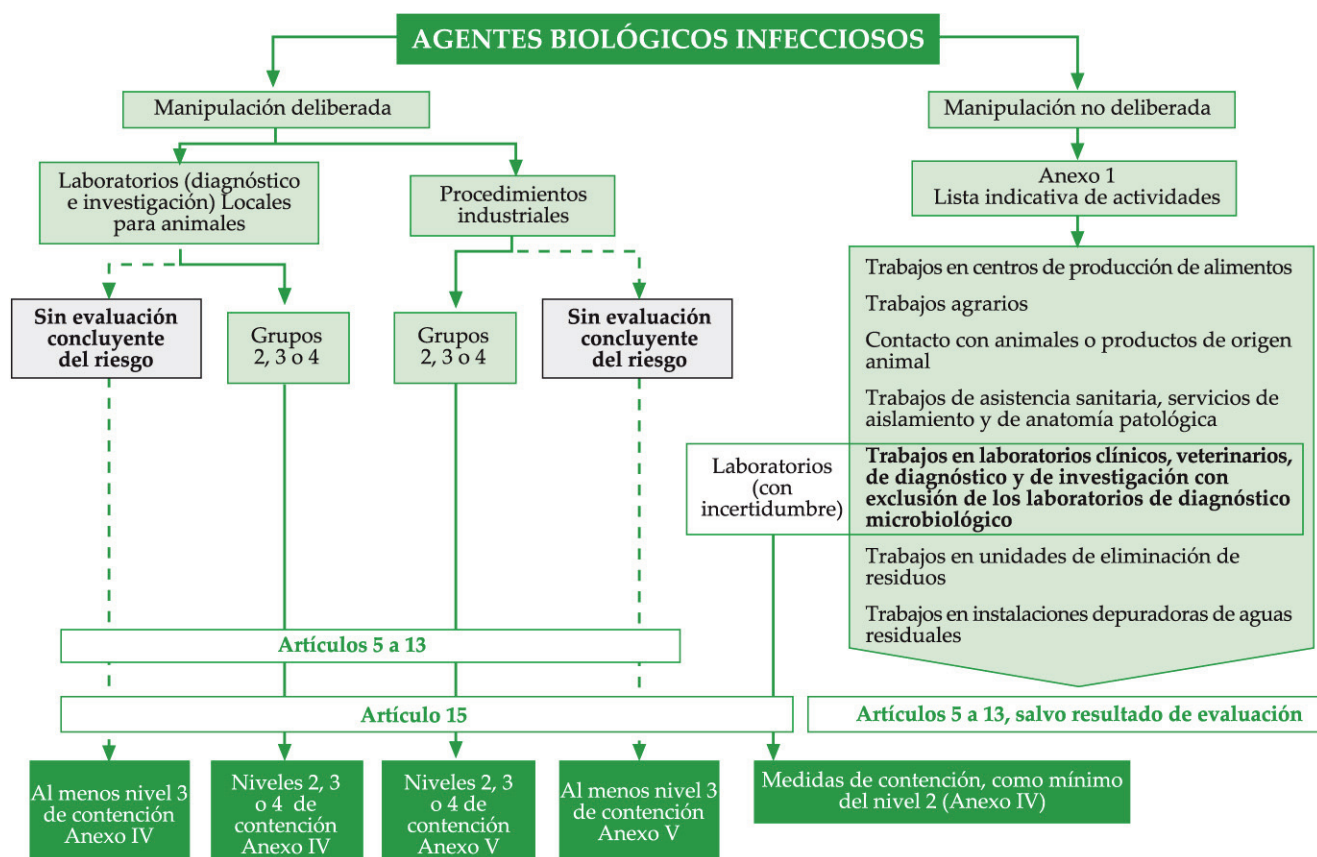 AGENTES BIOLÓGICOS INFECCIOSOS
Manipulación deliberada
Manipulación no deliberada
Laboratorios (diagnóstico
e investigación) Locales
para animales
Procedimientos
industriales
Anexo 1
Lista indicativa de actividades
Sin evaluación
concluyente
del riesgo
Grupos
2, 3 o 4
Grupos
2, 3 o 4
Sin evaluación
concluyente
del riesgo
Trabajos en centros de producción de alimentos
Trabajos agrarios
Contacto con animales o productos de origen
animal
Trabajos de asistencia sanitaria, servicios de
aislamiento y de anatomía patológica
Laboratorios
(con
incertidumbre)
Trabajos en laboratorios clínicos, veterinarios,
de diagnóstico y de investigación con
exclusión de los laboratorios de diagnóstico
microbiológico
Trabajos en unidades de eliminación de
residuos
Trabajos en instalaciones depuradoras de aguas
residuales
Artículos 5 a 13
Artículo 15
Artículos 5 a 13, salvo resultado de evaluación
Al menos nivel 3
de contención
Anexo IV
Niveles 2, 3
o 4 de
contención
Anexo IV
Niveles 2, 3
o 4 de
contención
Anexo V
Al menos nivel 3
de contención
Anexo V
Medidas de contención, como mínimo
del nivel 2 (Anexo IV)